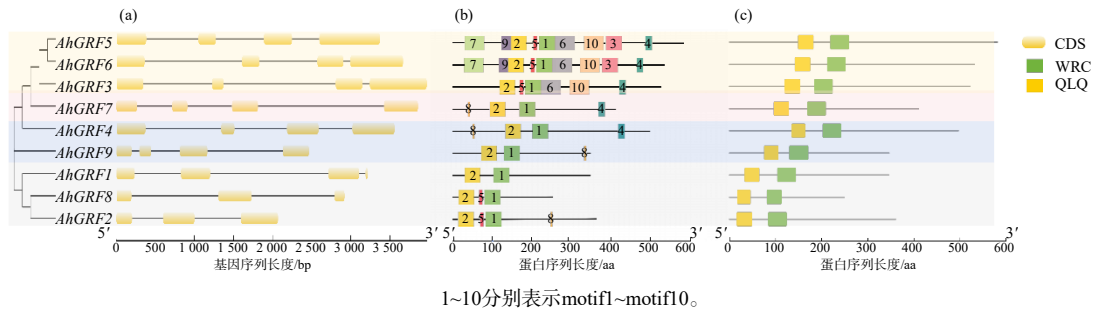 (a) (b) (c)
AhGRF5 7 9 2 5 1 6 10 3 4 CDS
AhGRF6 7 9 2 5 1 6 10 3 4 WRC
AhGRF3 2 5 1 6 10 4 QLQ
AhGRF7 8 2 1 4
AhGRF4 8 2 1 4
AhGRF9 2 1 8
AhGRF1 2 1
AhGRF8 2 5 1
AhGRF2 2 5 1 8
5′ 3′ 5′ 3′ 5′ 3′
0 500 1 000 1 500 2 000 2 500 3 000 3 500 0 100 200 300 400 500 600 0 100 200 300 400 500 600
基因序列长度/bp 蛋白序列长度/aa 蛋白序列长度/aa
1~10分别表示motif1~motif10。